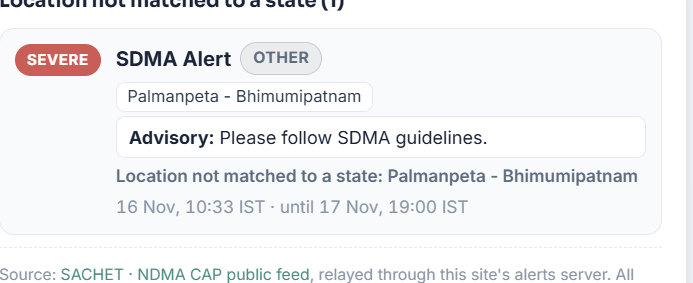 Location not matched to a state (1)
SEVERE SDMA Alert OTHER
Palmanpeta - Bhimumipatnam
Advisory: Please follow SDMA guidelines.
Location not matched to a state: Palmanpeta - Bhimumipatnam
16 Nov, 10:33 IST · until 17 Nov, 19:00 IST
Source: SACHET · NDMA CAP public feed, relayed through this site's alerts server. All